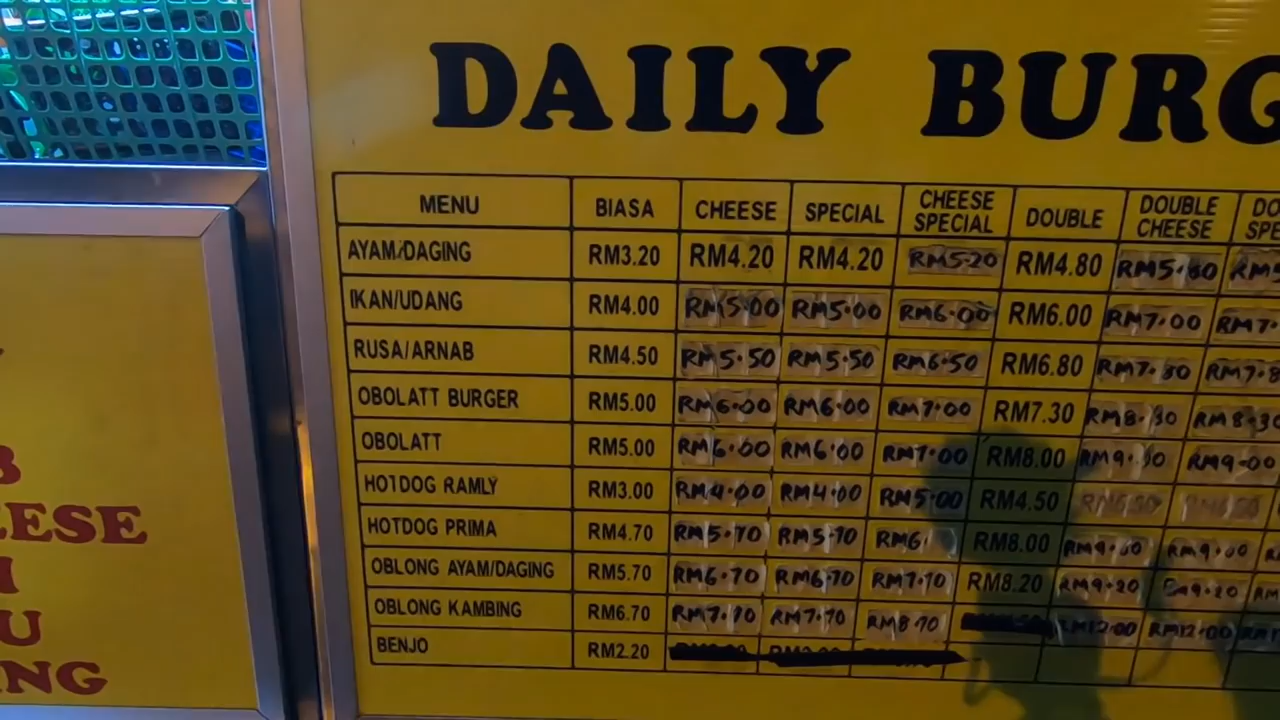 DAILY BURG
MENU BIASA CHEESE SPECIAL CHEESE SPECIAL DOUBLE DOUBLE CHEESE
AYAM/DAGING RM3.20 RM4.20 RM4.20 RM5.20 RM4.80 RM5.80
IKAN/UDANG RM4.00 RM5.00 RM5.00 RM6.00 RM6.00 RM7.00 RM7.
RUSA/ARNAB RM4.50 RM5.50 RM5.50 RM6.50 RM6.80 RM7.80 RM7.8
OBOLATT BURGER RM5.00 RM6.00 RM6.00 RM7.00 RM7.30 RM8.30 RM8.30
OBOLATT RM5.00 RM6.00 RM6.00 RM7.00 RM8.00 RM9.00 RM9.00
HOTDOG RAMLY RM3.00 RM4.00 RM4.00 RM5.00 RM4.50
HOTDOG PRIMA RM4.70 RM5.70 RM5.70 RM6. RM8.00 RM9.00 RM9.00
OBLONG AYAM/DAGING RM5.70 RM6.70 RM6.70 RM7.70 RM8.20 RM9.20 RM9.20
OBLONG KAMBING RM6.70 RM7.70 RM7.70 RM8.70 RM12.00 RM12.00
BENJO RM2.20
EESE
U
NG